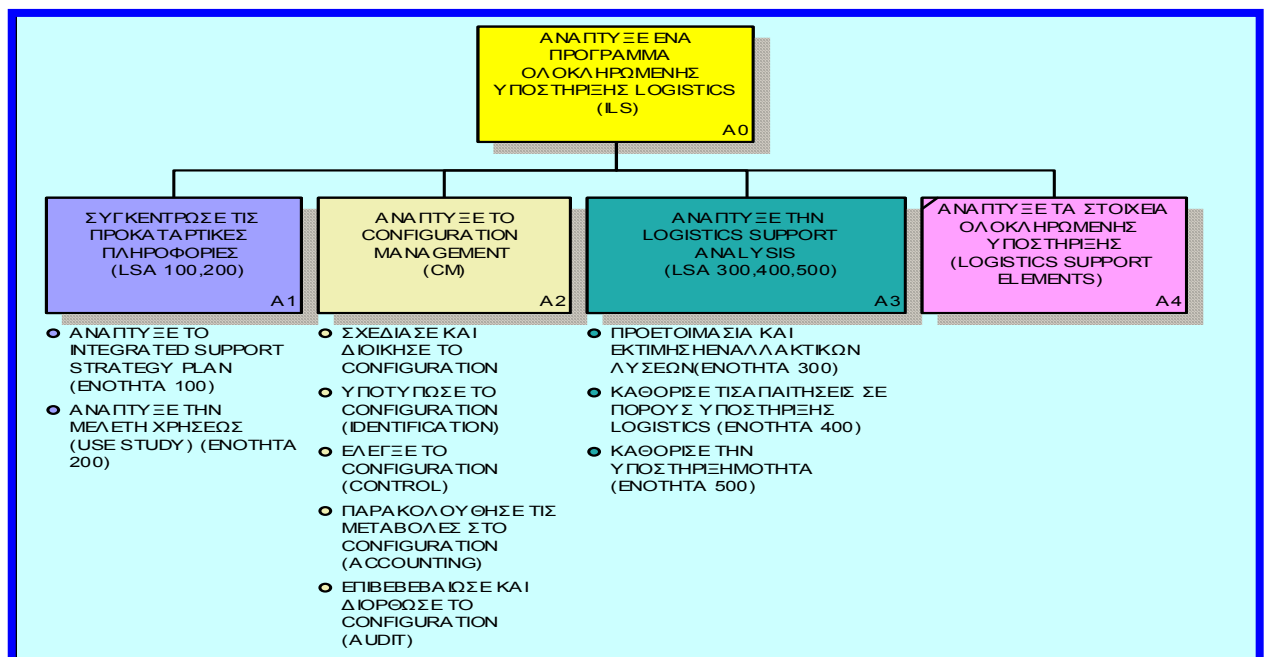 ΑΝΑΠΤΥΞΕ ΕΝΑ
ΠΡΟΓΡΑΜΜΑ
ΟΛΟΚΛΗΡΩΜΕΝΗΣ
ΥΠΟΣΤΗΡΙΞΗΣ LOGISTICS
(ILS)
A0
ΣΥΓΚΕΝΤΡΩΣΕ ΤΙΣ
ΠΡΟΚΑΤΑΡΤΙΚΕΣ
ΠΛΗΡΟΦΟΡΙΕΣ
(LSA 100,200)
A1
ΑΝΑΠΤΥΞΕ ΤΟ
INTEGRATED SUPPORT
STRATEGY PLAN
(ΕΝΟΤΗΤΑ 100)
ΑΝΑΠΤΥΞΕ ΤΗΝ
ΜΕΛΕΤΗ ΧΡΗΣΕΩΣ
(USE STUDY) (ΕΝΟΤΗΤΑ
200)
ΑΝΑΠΤΥΞΕ ΤΟ
CONFIGURATION
MANAGEMENT
(CM)
A2
ΣΧΕΔΙΑΣΕ ΚΑΙ
ΔΙΟΙΚΗΣΕ ΤΟ
CONFIGURATION
ΥΠΟΤΥΠΩΣΕ ΤΟ
CONFIGURATION
(IDENTIFICATION)
ΕΛΕΓΞΕ ΤΟ
CONFIGURATION
(CONTROL)
ΠΑΡΑΚΟΛΟΥΘΗΣΕ ΤΙΣ
ΜΕΤΑΒΟΛΕΣ ΣΤΟ
CONFIGURATION
(ACCOUNTING)
ΕΠΙΒΕΒΕΒΑΙΩΣΕ ΚΑΙ
ΔΙΟΡΘΩΣΕ ΤΟ
CONFIGURATION
(AUDIT)
ΑΝΑΠΤΥΞΕ ΤΗΝ
LOGISTICS SUPPORT
ANALYSIS
(LSA 300,400,500)
A3
ΠΡΟΕΤΟΙΜΑΣΙΑ ΚΑΙ
ΕΚΤΙΜΗΣΗΕΝΑΛΛΑΚΤΙΚΩΝ
ΛΥΣΕΩΝ(ΕΝΟΤΗΤΑ 300)
ΚΑΘΟΡΙΣΕ ΤΙΣΑΠΑΙΤΗΣΕΙΣ ΣΕ
ΠΟΡΟΥΣ ΥΠΟΣΤΗΡΙΞΗΣ
LOGISTICS (ΕΝΟΤΗΤΑ 400)
ΚΑΘΟΡΙΣΕ ΤΗΝ
ΥΠΟΣΤΗΡΙΞΗΜΟΤΗΤΑ
(ΕΝΟΤΗΤΑ 500)
ΑΝΑΠΤΥΞΕ ΤΑ ΣΤΟΙΧΕΙΑ
ΟΛΟΚΛΗΡΩΜΕΝΗΣ
ΥΠΟΣΤΗΡΙΞΗΣ
(LOGISTICS SUPPORT
ELEMENTS)
A4